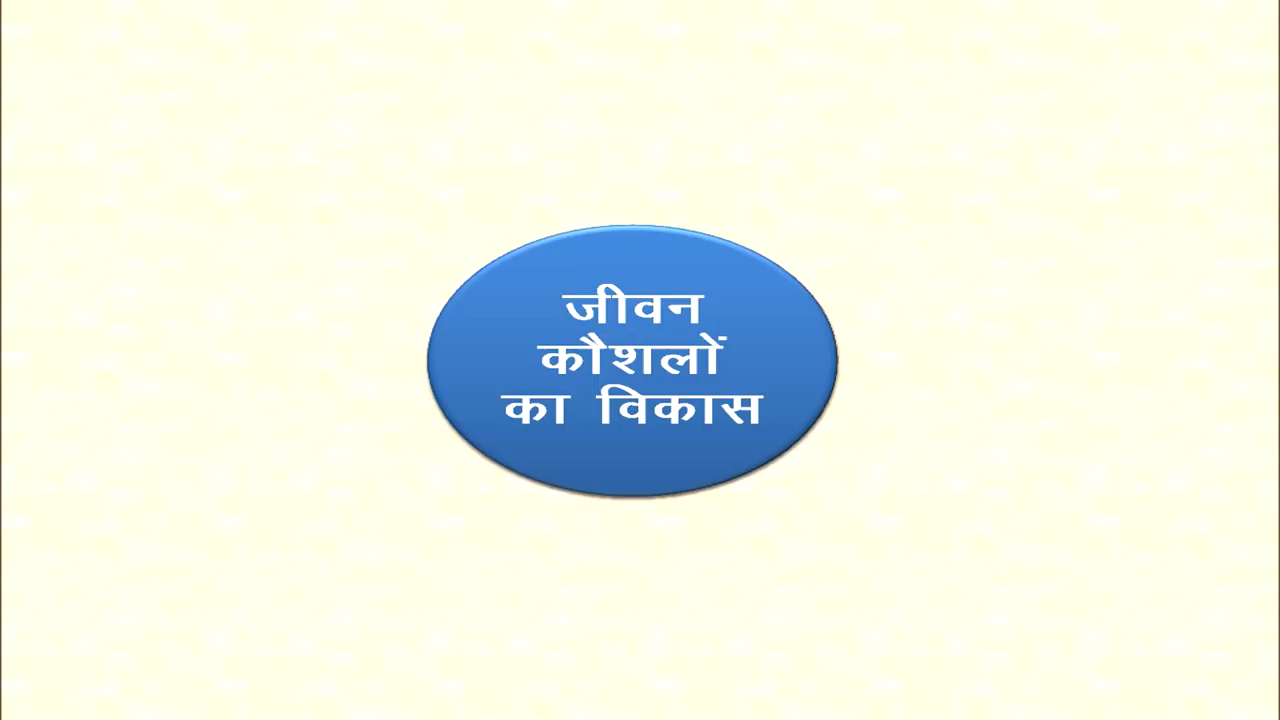 जीवन
कौशलों
का विकास